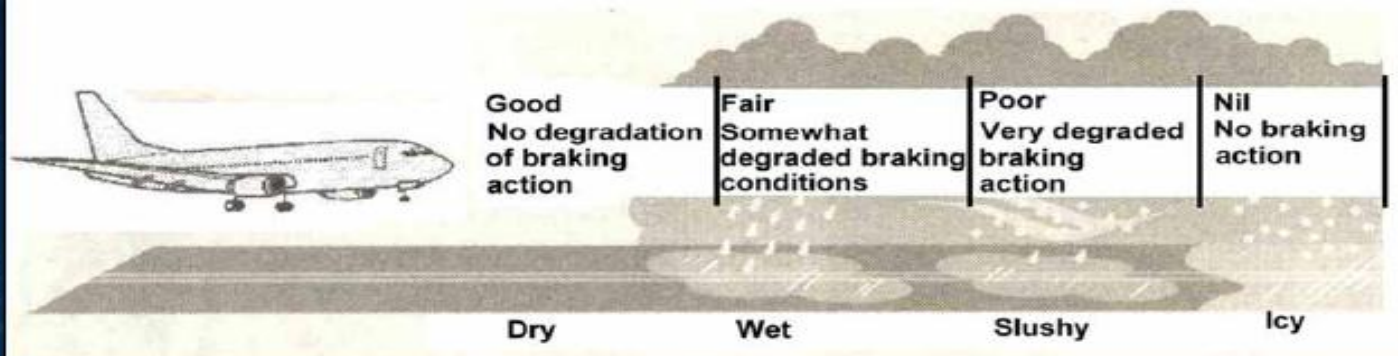 Good
No degradation
of braking
action
Fair
Somewhat
degraded braking
conditions
Poor
Very degraded
braking
action
Nil
No braking
action
Dry
Wet
Slushy
Icy